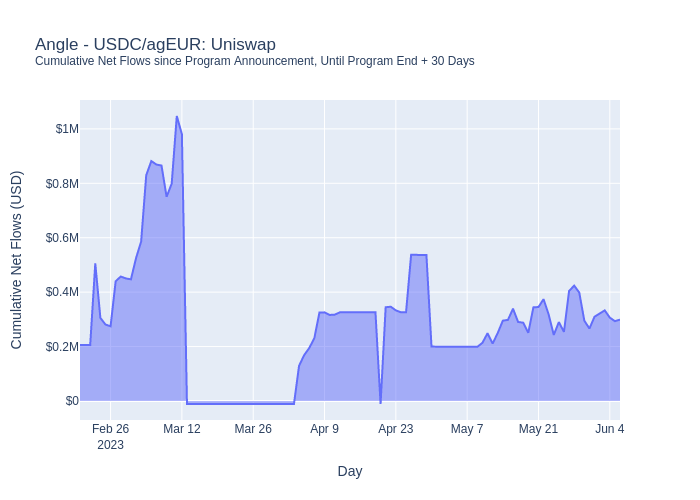 Angle - USDC/agEUR: Uniswap
Cumulative Net Flows since Program Announcement, Until Program End + 30 Days
Cumulative Net Flows (USD)
$1M
$0.8M
$0.6M
$0.4M
$0.2M
$0
Feb 26 Mar 12 Mar 26 Apr 9 Apr 23 May 7 May 21 Jun 4
2023
Day